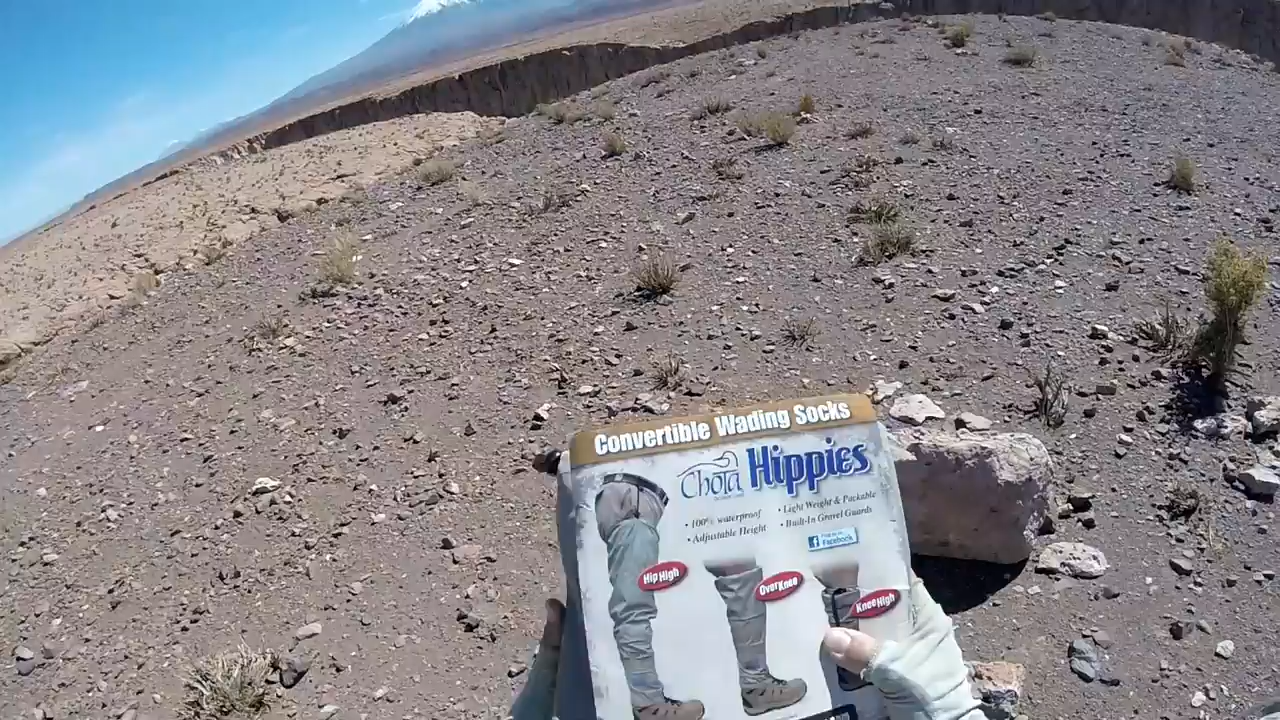 Convertible Wading Socks
Chota Hippies
• 100% waterproof
• Adjustable Height
• Light Weight & Packable
• Built-In Gravel Guards
Facebook
Hip High
Over Knee
Knee High